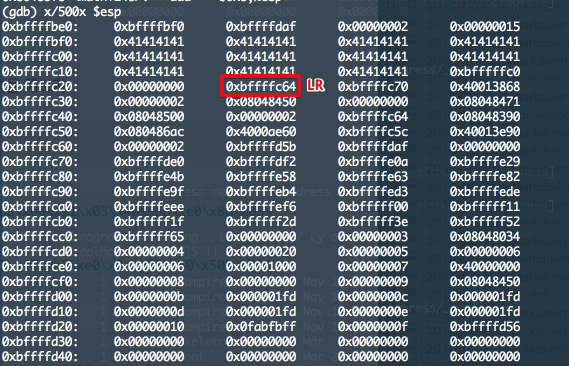 (gdb) x/500x $esp
0xbffffbe0: 0xbffffbf0 0xbffffdaf 0x00000002 0x00000015
0xbffffbf0: 0x41414141 0x41414141 0x41414141 0x41414141
0xbffffc00: 0x41414141 0x41414141 0x41414141 0x41414141
0xbffffc10: 0x41414141 0x41414141 0x41414141 0xbffffc0
0xbffffc20: 0x00000000 0xbffffc64 LR 0xbffffc70 0x40013868
0xbffffc30: 0x00000002 0x08048450 0x00000000 0x08048471
0xbffffc40: 0x08048500 0x00000002 0xbffffc64 0x08048390
0xbffffc50: 0x080486ac 0x4000ae60 0xbffffc5c 0x40013e90
0xbffffc60: 0x00000002 0xbffffd5b 0xbffffdaf 0x00000000
0xbffffc70: 0xbffffde0 0xbffffdf2 0xbffffe0a 0xbffffe29
0xbffffc80: 0xbffffe4b 0xbffffe58 0xbffffe63 0xbffffe82
0xbffffc90: 0xbffffe9f 0xbffffeb4 0xbffffed3 0xbffffede
0xbffffca0: 0xbffffeee 0xbffffef6 0xbfffff00 0xbfffff11
0xbffffcb0: 0xbfffff1f 0xbfffff2d 0xbfffff3e 0xbfffff52
0xbffffcc0: 0xbfffff65 0x00000000 0x00000003 0x08048034
0xbffffcd0: 0x00000004 0x00000020 0x00000005 0x00000006
0xbffffce0: 0x00000006 0x00001000 0x00000007 0x40000000
0xbffffcf0: 0x00000008 0x00000000 0x00000009 0x08048450
0xbffffd00: 0x0000000b 0x000001fd 0x0000000c 0x000001fd
0xbffffd10: 0x0000000d 0x000001fd 0x0000000e 0x000001fd
0xbffffd20: 0x00000010 0x0fabfbff 0x0000000f 0xbffffd56
0xbffffd30: 0x00000000 0x00000000 0x00000000 0x00000000
0xbffffd40: 0x00000000 0x00000000 0x00000000 0x00000000